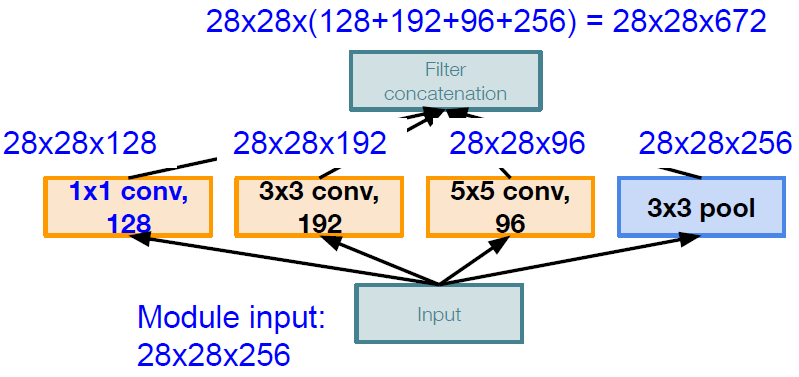 28x28x(128+192+96+256) = 28x28x672
Filter
concatenation
28x28x128
28x28x192
28x28x96
28x28x256
1x1 conv,
128
3x3 conv,
192
5x5 conv,
96
3x3 pool
Input
Module input:
28x28x256